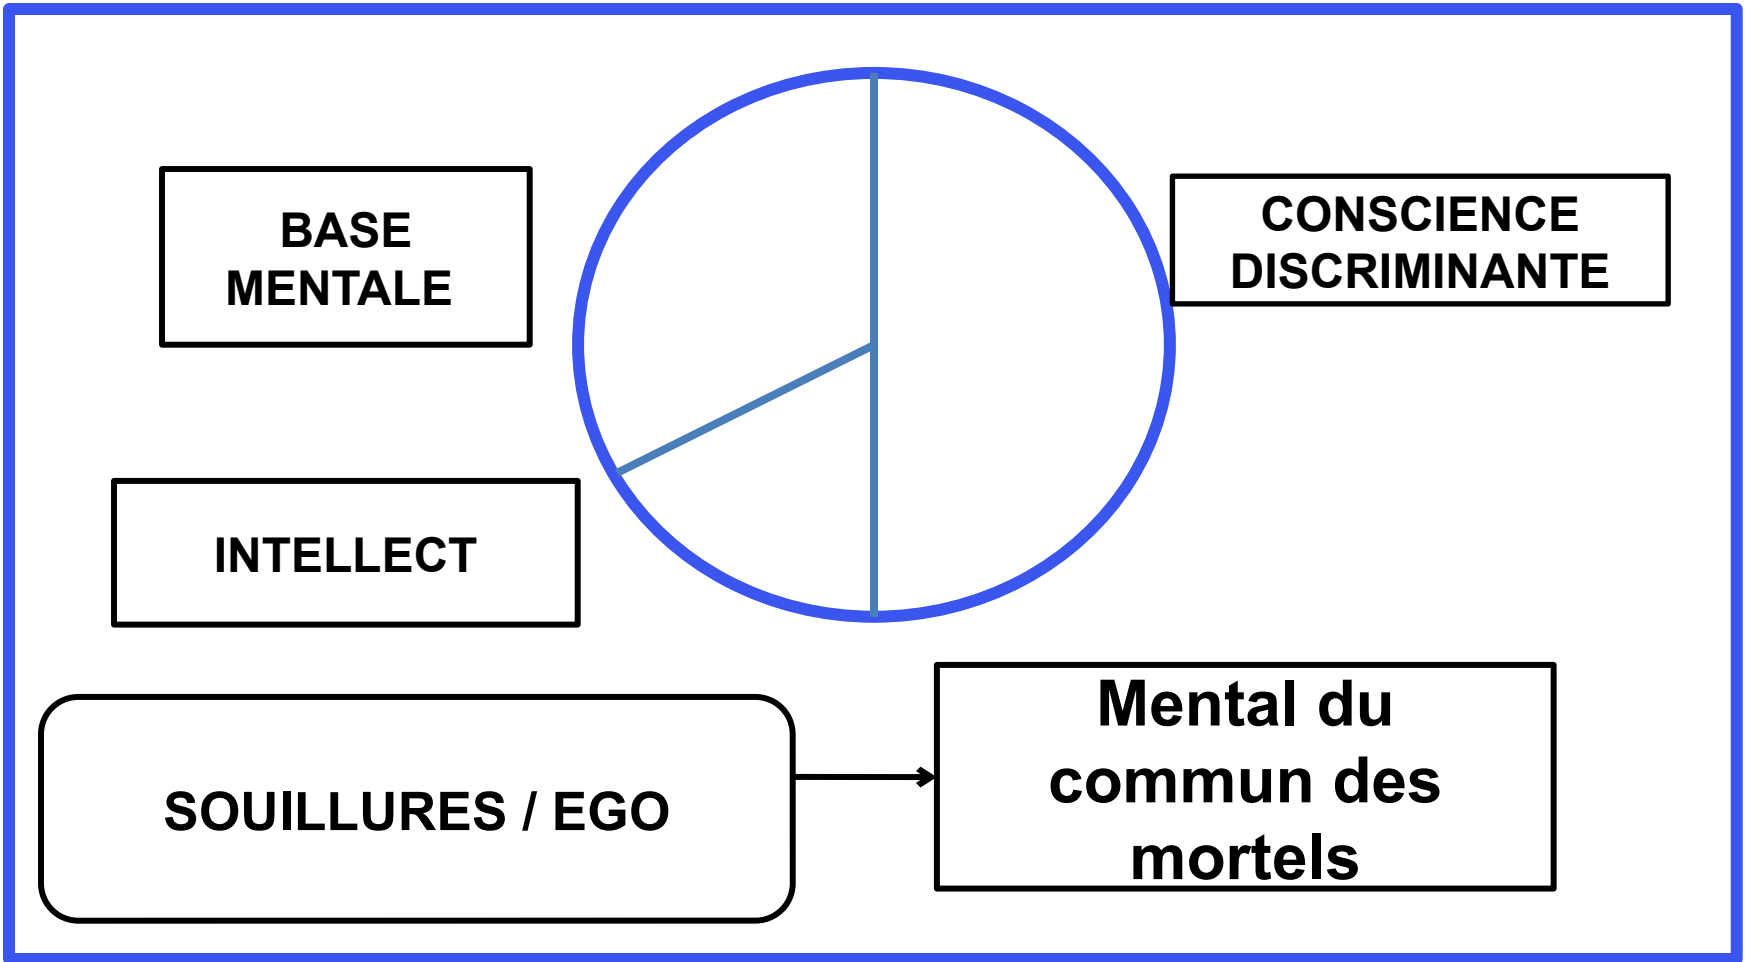 BASE
MENTALE
CONSCIENCE
DISCRIMINANTE
INTELLECT
SOUILLURES / EGO
Mental du
commun des
mortels